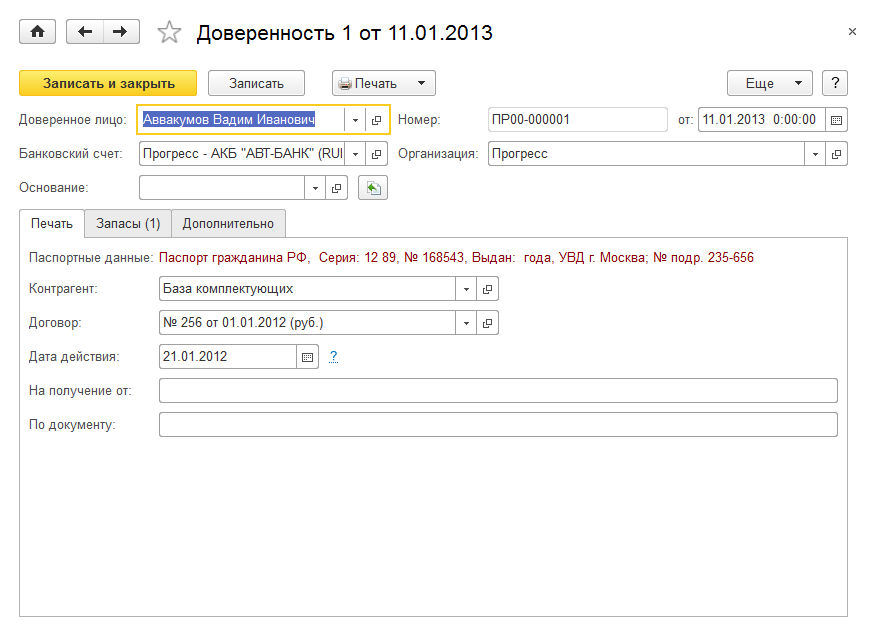 Доверенность 1 от 11.01.2013
Записать и закрыть Записать Печать Еще ?
Доверенное лицо: Аввакумов Вадим Иванович Номер: ПР00-000001 от: 11.01.2013 0:00:00
Банковский счет: Прогресс - АКБ "АВТ-БАНК" (RUI Организация: Прогресс
Основание:
Печать Запасы (1) Дополнительно
Паспортные данные: Паспорт гражданина РФ, Серия: 12 89, № 168543, Выдан: года, УВД г. Москва; № подр. 235-656
Контрагент: База комплектующих
Договор: № 256 от 01.01.2012 (руб.)
Дата действия: 21.01.2012 ?
На получение от:
По документу: